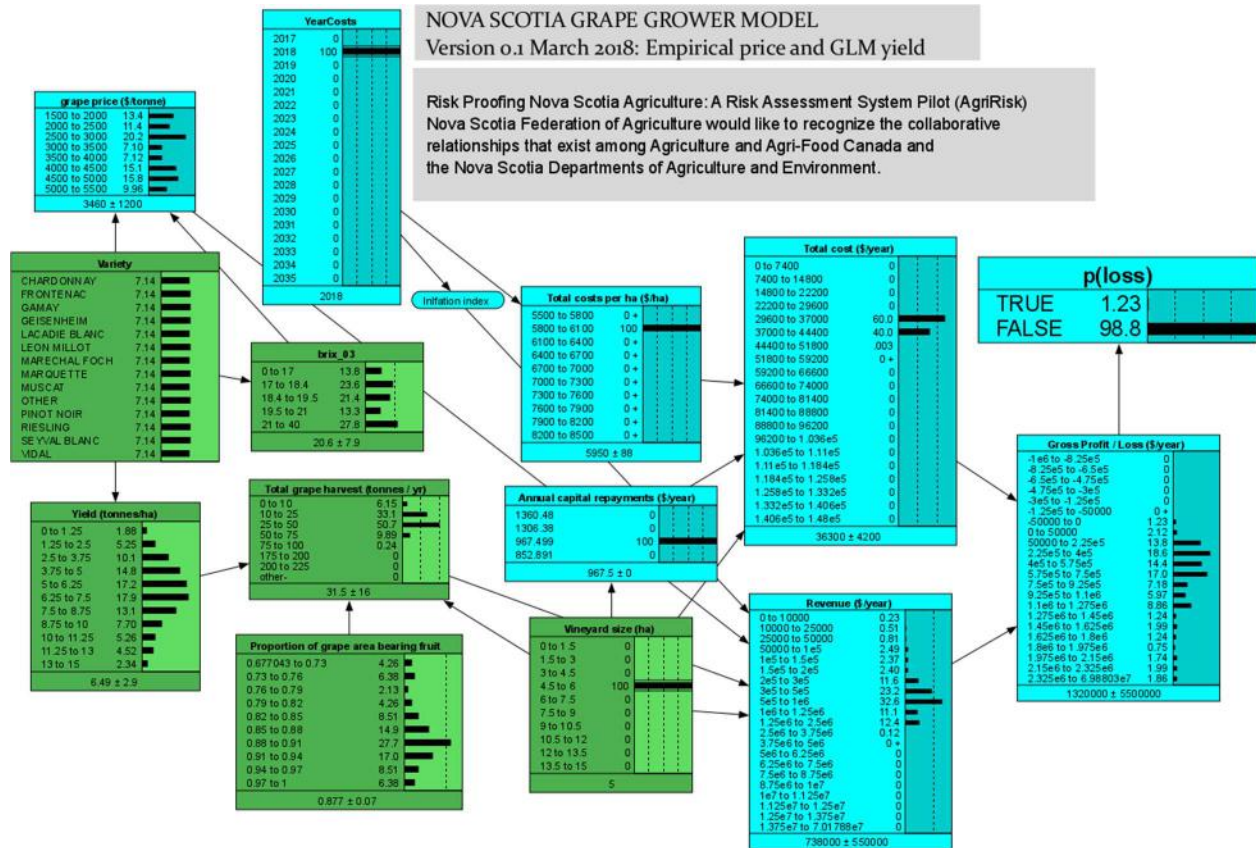 NOVA SCOTIA GRAPE GROWER MODEL
Version 0.1 March 2018: Empirical price and GLM yield
Risk Proofing Nova Scotia Agriculture: A Risk Assessment System Pilot (AgriRisk)
Nova Scotia Federation of Agriculture would like to recognize the collaborative
relationships that exist among Agriculture and Agri-Food Canada and
the Nova Scotia Departments of Agriculture and Environment.
YearCosts
2017 0
2018 100
2019 0
2020 0
2021 0
2022 0
2023 0
2024 0
2025 0
2026 0
2027 0
2028 0
2029 0
2030 0
2031 0
2032 0
2033 0
2034 0
2035 0
2018
grape price ($/tonne)
1500 to 2000 13.4
2000 to 2500 11.4
2500 to 3000 20.2
3000 to 3500 7.10
3500 to 4000 7.12
4000 to 4500 15.1
4500 to 5000 15.8
5000 to 5500 9.96
3460 ± 1200
Variety
CHARDONNAY 7.14
FRONTENAC 7.14
GAMAY 7.14
GEISENHEIM 7.14
LACADIE BLANC 7.14
LEON MILLOT 7.14
MARECHAL FOCH 7.14
MARQUETTE 7.14
MUSCAT 7.14
OTHER 7.14
PINOT NOIR 7.14
RIESLING 7.14
SEYVAL BLANC 7.14
VIDAL 7.14
brix_03
0 to 17 13.8
17 to 18.4 23.6
18.4 to 19.5 21.4
19.5 to 21 13.3
21 to 40 27.8
20.6 ± 7.9
Inlfation index
Total costs per ha ($/ha)
5500 to 5800 0 +
5800 to 6100 100
6100 to 6400 0 +
6400 to 6700 0 +
6700 to 7000 0 +
7000 to 7300 0 +
7300 to 7600 0 +
7600 to 7900 0 +
7900 to 8200 0 +
8200 to 8500 0 +
5950 ± 88
Total cost ($/year)
0 to 7400 0
7400 to 14800 0
14800 to 22200 0
22200 to 29600 0
29600 to 37000 60.0
37000 to 44400 40.0
44400 to 51800 .003
51800 to 59200 0 +
59200 to 66600 0
66600 to 74000 0
74000 to 81400 0
81400 to 88800 0
88800 to 96200 0
96200 to 1.036e5 0
1.036e5 to 1.11e5 0
1.11e5 to 1.184e5 0
1.184e5 to 1.258e5 0
1.258e5 to 1.332e5 0
1.332e5 to 1.406e5 0
1.406e5 to 1.48e5 0
36300 ± 4200
p(loss)
TRUE 1.23
FALSE 98.8
Yield (tonnes/ha)
0 to 1.25 1.88
1.25 to 2.5 5.25
2.5 to 3.75 10.1
3.75 to 5 14.8
5 to 6.25 17.2
6.25 to 7.5 17.9
7.5 to 8.75 13.1
8.75 to 10 7.70
10 to 11.25 5.26
11.25 to 13 4.52
13 to 15 2.34
6.49 ± 2.9
Total grape harvest (tonnes / yr)
0 to 10 6.15
10 to 25 33.1
25 to 50 50.7
50 to 75 9.89
75 to 100 0.24
175 to 200 0
200 to 225 0
other- 0
31.5 ± 16
Annual capital repayments ($/year)
1360.48 0
1306.38 0
967.499 100
852.891 0
967.5 ± 0
Proportion of grape area bearing fruit
0.677043 to 0.73 4.26
0.73 to 0.76 6.38
0.76 to 0.79 2.13
0.79 to 0.82 4.26
0.82 to 0.85 8.51
0.85 to 0.88 14.9
0.88 to 0.91 27.7
0.91 to 0.94 17.0
0.94 to 0.97 8.51
0.97 to 1 6.38
0.877 ± 0.07
Vineyard size (ha)
0 to 1.5 0
1.5 to 3 0
3 to 4.5 0
4.5 to 6 100
6 to 7.5 0
7.5 to 9 0
9 to 10.5 0
10.5 to 12 0
12 to 13.5 0
13.5 to 15 0
5
Revenue ($/year)
0 to 10000 0.23
10000 to 25000 0.51
25000 to 50000 0.81
50000 to 1e5 2.49
1e5 to 1.5e5 2.37
1.5e5 to 2e5 2.40
2e5 to 3e5 11.6
3e5 to 5e5 23.2
5e5 to 1e6 32.6
1e6 to 1.25e6 11.1
1.25e6 to 2.5e6 12.4
2.5e6 to 3.75e6 0.12
3.75e6 to 5e6 0 +
5e6 to 6.25e6 0
6.25e6 to 7.5e6 0
7.5e6 to 8.75e6 0
8.75e6 to 1e7 0
1e7 to 1.125e7 0
1.125e7 to 1.25e7 0
1.25e7 to 1.375e7 0
1.375e7 to 7.01788e7 0
738000 ± 550000
Gross Profit / Loss ($/year)
-1e6 to -8.25e5 0
-8.25e5 to -6.5e5 0
-6.5e5 to -4.75e5 0
-4.75e5 to -3e5 0
-3e5 to -1.25e5 0
-1.25e5 to -50000 0 +
-50000 to 0 1.23
0 to 50000 2.12
50000 to 2.25e5 13.8
2.25e5 to 4e5 18.6
4e5 to 5.75e5 14.4
5.75e5 to 7.5e5 17.0
7.5e5 to 9.25e5 7.18
9.25e5 to 1.1e6 5.97
1.1e6 to 1.275e6 8.86
1.275e6 to 1.45e6 1.24
1.45e6 to 1.625e6 1.99
1.625e6 to 1.8e6 1.24
1.8e6 to 1.975e6 0.75
1.975e6 to 2.15e6 1.74
2.15e6 to 2.325e6 1.99
2.325e6 to 6.98803e7 1.86
1320000 ± 5500000